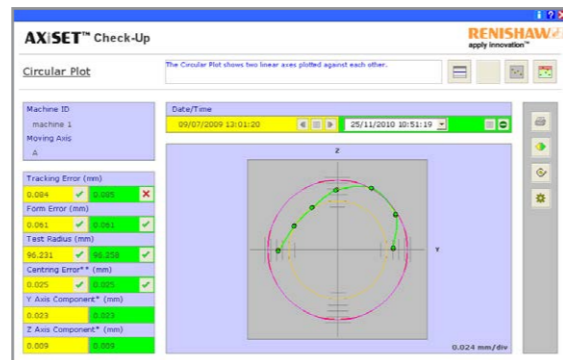 AXiSET™ Check-Up
RENISHAW
apply innovation™
Circular Plot
The Circular Plot shows two linear axes plotted against each other.
Machine ID
machine 1
Moving Axis
A
Date/Time
09/07/2009 13:01:20
25/11/2010 10:51:19
Tracking Error (mm)
0.084
0.085
Form Error (mm)
0.061
0.061
Test Radius (mm)
96.231
96.258
Centring Error** (mm)
0.025
0.025
Y Axis Component* (mm)
0.023
0.023
Z Axis Component* (mm)
0.009
0.009
Z
Y
0.024 mm/div